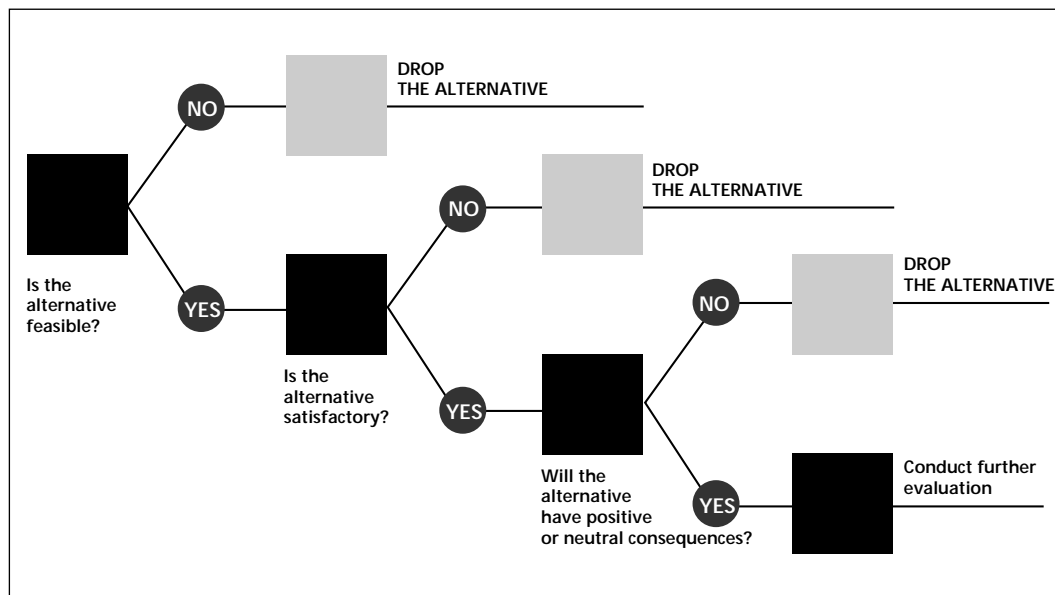 DROP
THE ALTERNATIVE
NO
DROP
THE ALTERNATIVE
NO
Is the
alternative
feasible?
YES
DROP
THE ALTERNATIVE
NO
Is the
alternative
satisfactory?
YES
Will the
alternative
have positive
or neutral consequences?
YES
Conduct further
evaluation